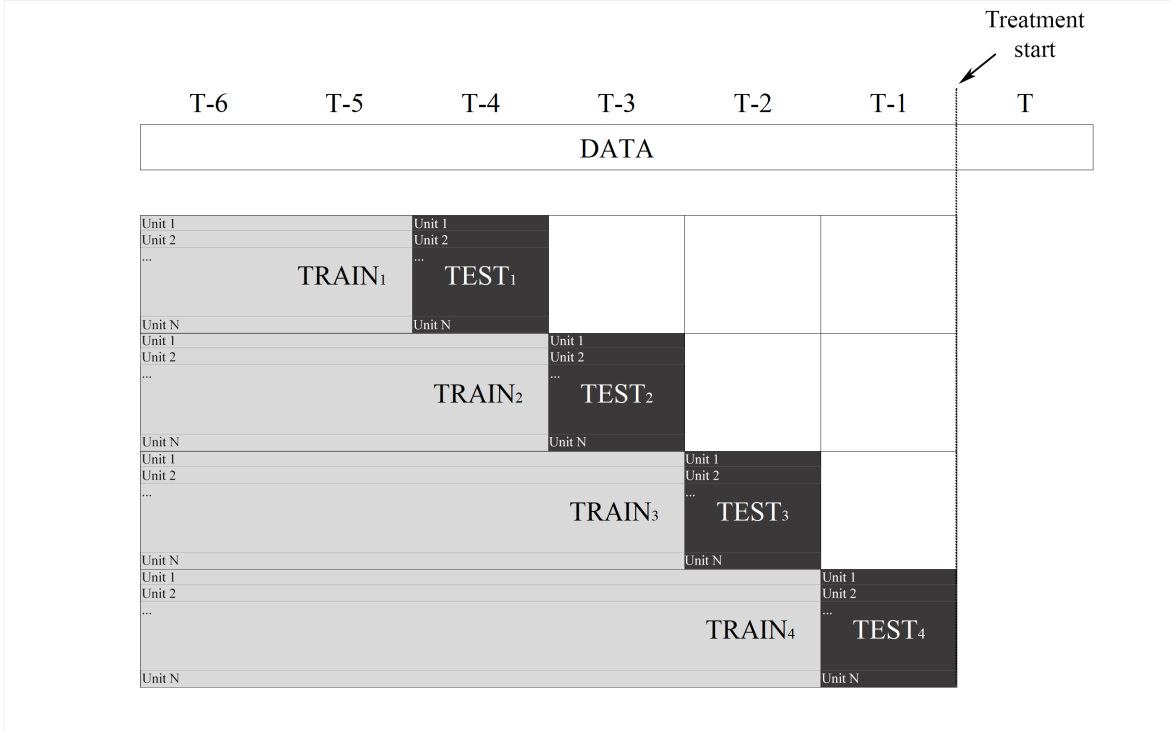 Treatment
start
T-6 T-5 T-4 T-3 T-2 T-1 T
DATA
Unit 1 Unit 1
Unit 2 Unit 2
... ...
TRAIN1 TEST1
Unit N Unit N
Unit 1 Unit 1
Unit 2 Unit 2
... ...
TRAIN2 TEST2
Unit N Unit N
Unit 1 Unit 1
Unit 2 Unit 2
... ...
TRAIN3 TEST3
Unit N Unit N
Unit 1 Unit 1
Unit 2 Unit 2
... ...
TRAIN4 TEST4
Unit N Unit N